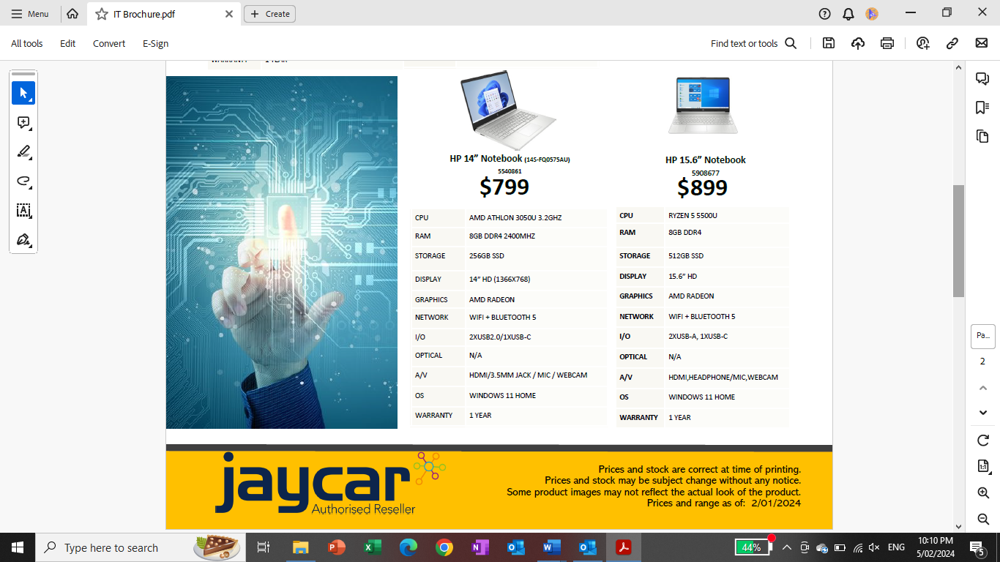 Menu
IT Brochure.pdf
Create
All tools Edit Convert E-Sign
Find text or tools
WARRANTY 1 YEAR
HP 14” Notebook (14S-FQ0575AU)
5540861
$799
CPU AMD ATHLON 3050U 3.2GHZ
RAM 8GB DDR4 2400MHZ
STORAGE 256GB SSD
DISPLAY 14” HD (1366X768)
GRAPHICS AMD RADEON
NETWORK WIFI + BLUETOOTH 5
I/O 2XUSB2.0/1XUSB-C
OPTICAL N/A
A/V HDMI/3.5MM JACK / MIC / WEBCAM
OS WINDOWS 11 HOME
WARRANTY 1 YEAR
HP 15.6” Notebook
5908677
$899
CPU RYZEN 5 5500U
RAM 8GB DDR4
STORAGE 512GB SSD
DISPLAY 15.6” HD
GRAPHICS AMD RADEON
NETWORK WIFI + BLUETOOTH 5
I/O 2XUSB-A, 1XUSB-C
OPTICAL N/A
A/V HDMI,HEADPHONE/MIC,WEBCAM
OS WINDOWS 11 HOME
WARRANTY 1 YEAR
jaycar
Authorised Reseller
Prices and stock are correct at time of printing.
Prices and stock may be subject change without any notice.
Some product images may not reflect the actual look of the product.
Prices and range as of: 2/01/2024
Pa...
2
1:1
Type here to search
44%
ENG
10:10 PM
5/02/2024
5